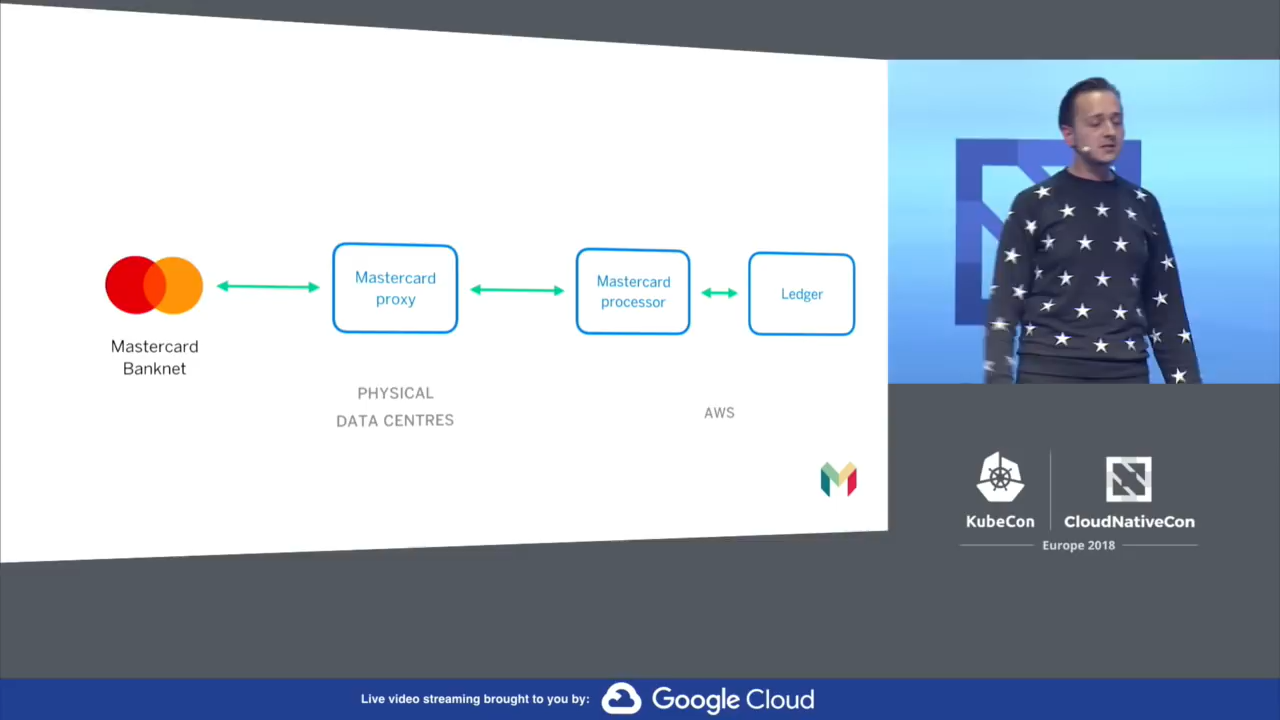 Mastercard
Banknet
Mastercard
proxy
Mastercard
processor
Ledger
PHYSICAL
DATA CENTRES
AWS
KubeCon
CloudNativeCon
Europe 2018
Live video streaming brought to you by:
Google Cloud